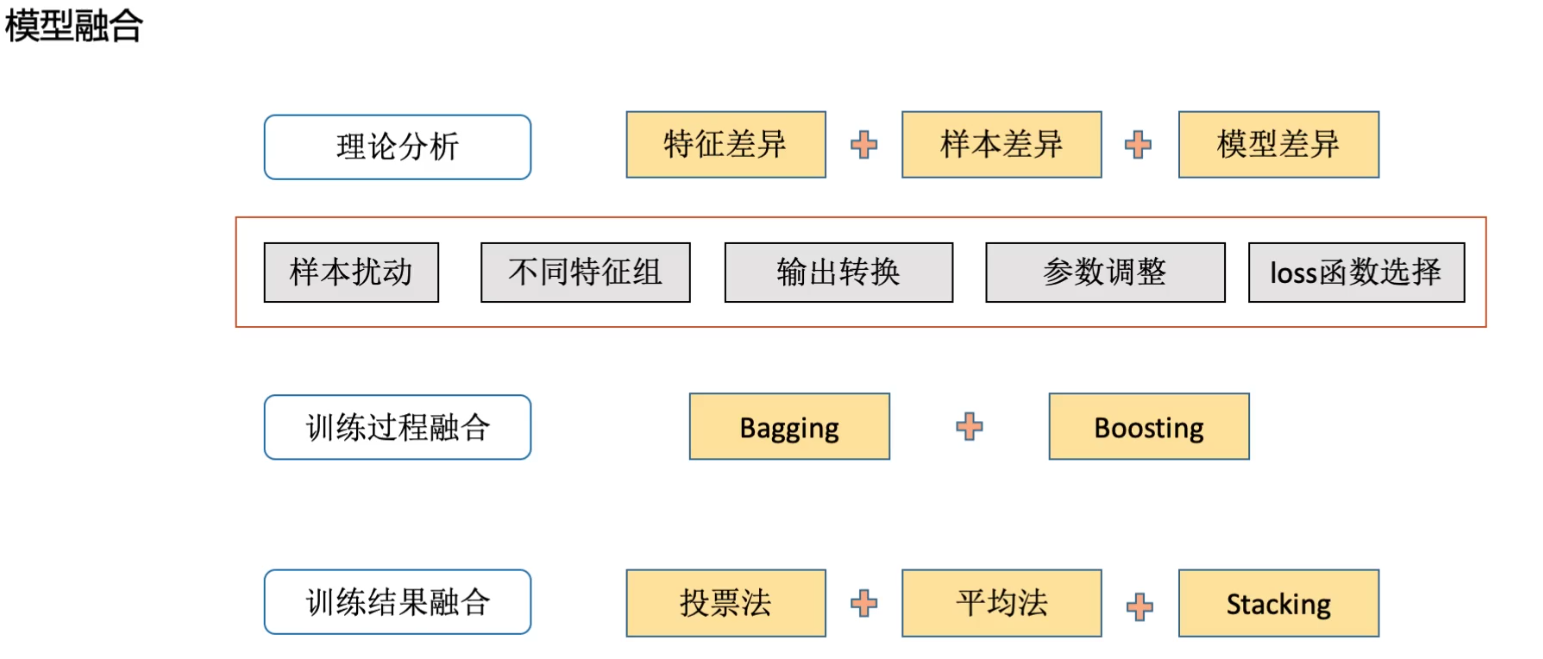 模型融合
理论分析
特征差异
样本差异
模型差异
样本扰动
不同特征组
输出转换
参数调整
loss函数选择
训练过程融合
Bagging
Boosting
训练结果融合
投票法
平均法
Stacking